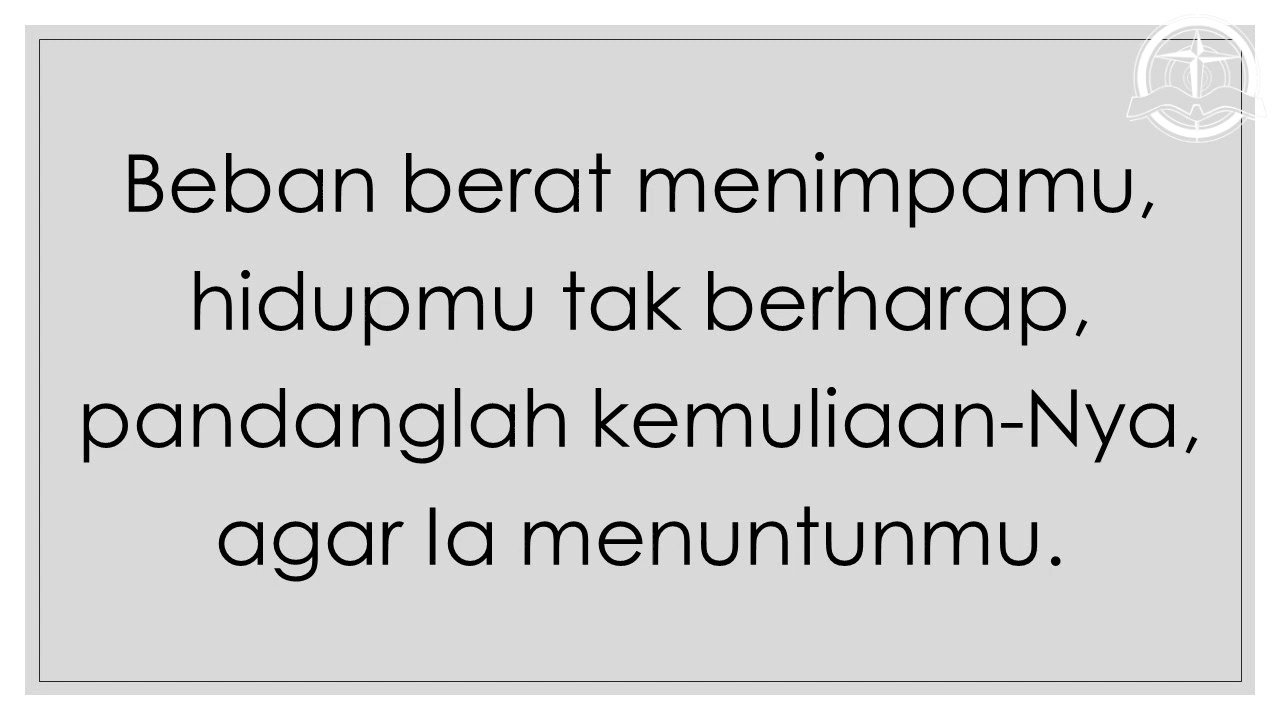 Beban berat menimpamu,
hidupmu tak berharap,
pandanglah kemuliaan-Nya,
agar Ia menuntunmu.